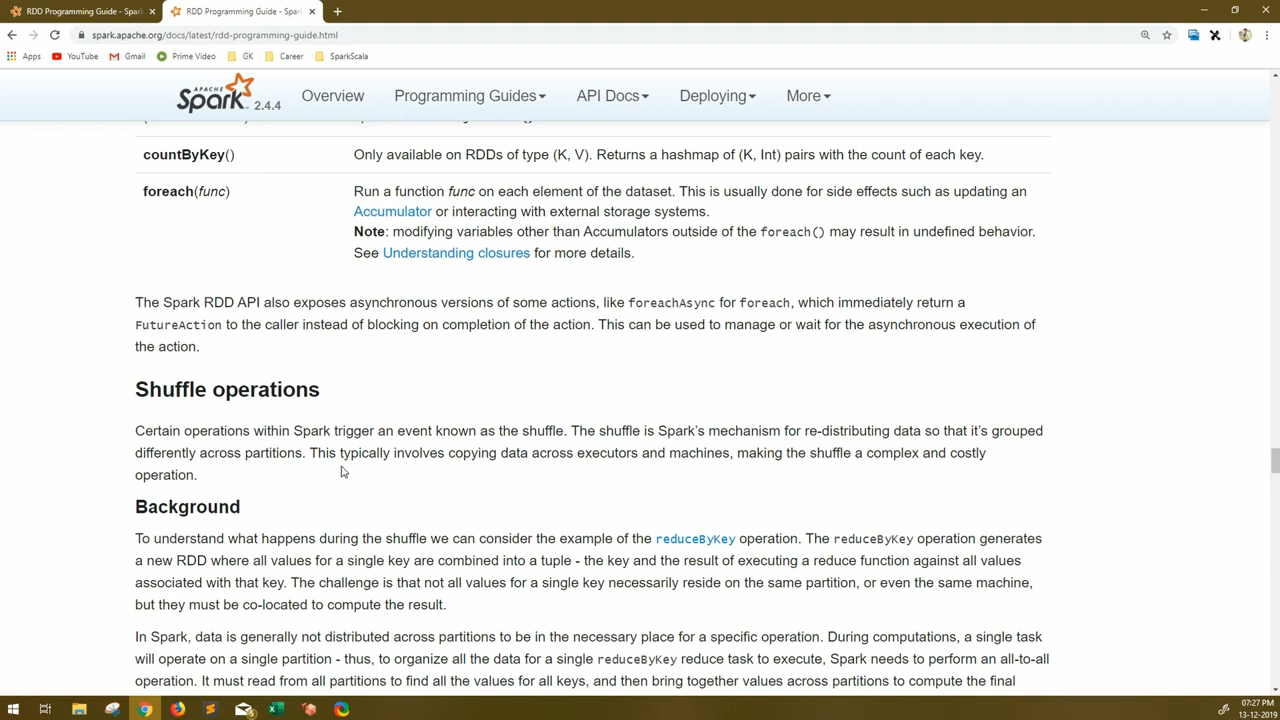 RDD Programming Guide - Spar
RDD Programming Guide - Spar
spark.apache.org/docs/latest/rdd-programming-guide.html
Apps YouTube Gmail Prime Video GK Career SparkScala
APACHE Spark 2.4.4 Overview Programming Guides API Docs Deploying More
countByKey() Only available on RDDs of type (K, V). Returns a hashmap of (K, Int) pairs with the count of each key.
foreach(func) Run a function func on each element of the dataset. This is usually done for side effects such as updating an
Accumulator or interacting with external storage systems.
Note: modifying variables other than Accumulators outside of the foreach() may result in undefined behavior.
See Understanding closures for more details.
The Spark RDD API also exposes asynchronous versions of some actions, like foreachAsync for foreach, which immediately return a
FutureAction to the caller instead of blocking on completion of the action. This can be used to manage or wait for the asynchronous execution of
the action.
Shuffle operations
Certain operations within Spark trigger an event known as the shuffle. The shuffle is Spark's mechanism for re-distributing data so that it's grouped
differently across partitions. This typically involves copying data across executors and machines, making the shuffle a complex and costly
operation.
Background
To understand what happens during the shuffle we can consider the example of the reduceByKey operation. The reduceByKey operation generates
a new RDD where all values for a single key are combined into a tuple - the key and the result of executing a reduce function against all values
associated with that key. The challenge is that not all values for a single key necessarily reside on the same partition, or even the same machine,
but they must be co-located to compute the result.
In Spark, data is generally not distributed across partitions to be in the necessary place for a specific operation. During computations, a single task
will operate on a single partition - thus, to organize all the data for a single reduceByKey reduce task to execute, Spark needs to perform an all-to-all
operation. It must read from all partitions to find all the values for all keys, and then bring together values across partitions to compute the final
07:27 PM
13-12-2019